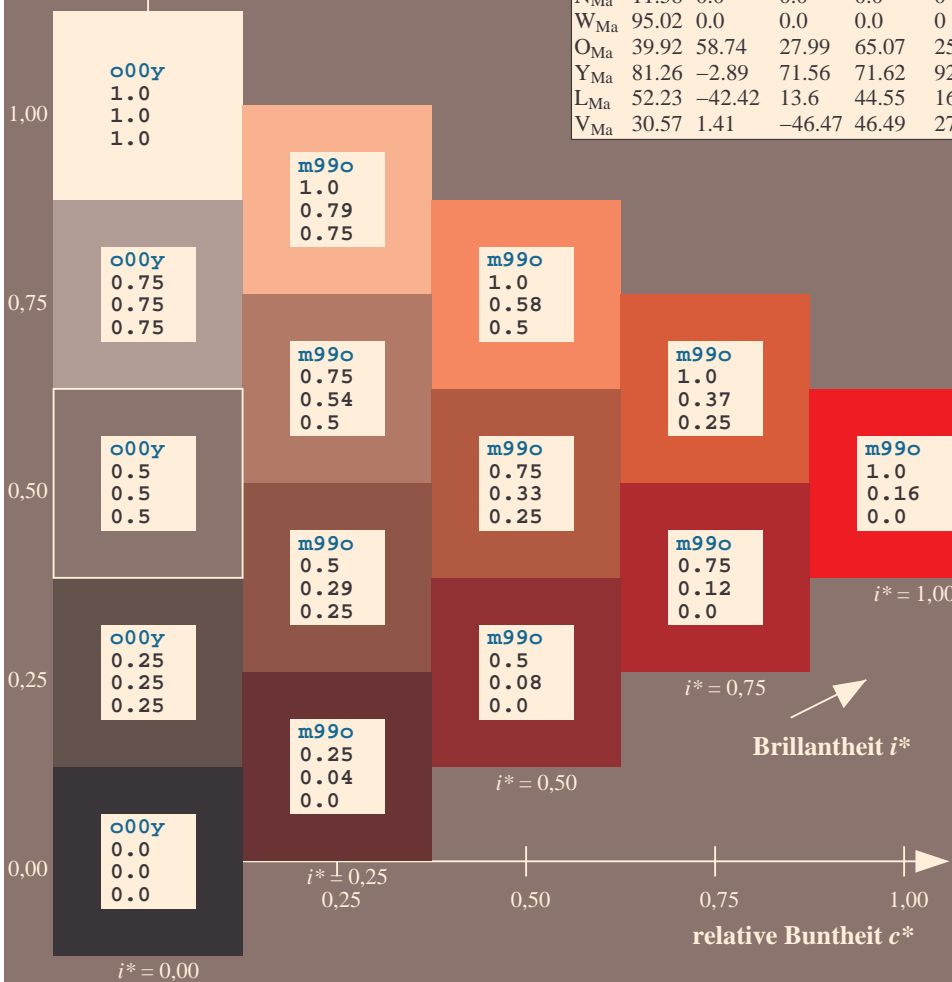 W_Ma 95.02 0.0 0.0 0.0 0
O_Ma 39.92 58.74 27.99 65.07 25
Y_Ma 81.26 −2.89 71.56 71.62 92
L_Ma 52.23 −42.42 13.6 44.55 16
V_Ma 30.57 1.41 −46.47 46.49 27
o00y
1.0
1.0
1.0
1,00
m99o
1.0
0.79
0.75
o00y
0.75
0.75
0.75
m99o
1.0
0.58
0.5
0,75
m99o
0.75
0.54
0.5
m99o
1.0
0.37
0.25
o00y
0.5
0.5
0.5
m99o
0.75
0.33
0.25
m99o
1.0
0.16
0.0
0,50
m99o
0.5
0.29
0.25
m99o
0.75
0.12
0.0
i* = 1,00
o00y
0.25
0.25
0.25
m99o
0.5
0.08
0.0
0,25
i* = 0,75
m99o
0.25
0.04
0.0
Brillantheit i*
i* = 0,50
o00y
0.0
0.0
0.0
0,00
i* = 0,25
0,25 0,50 0,75 1,00
relative Buntheit c*
i* = 0,00